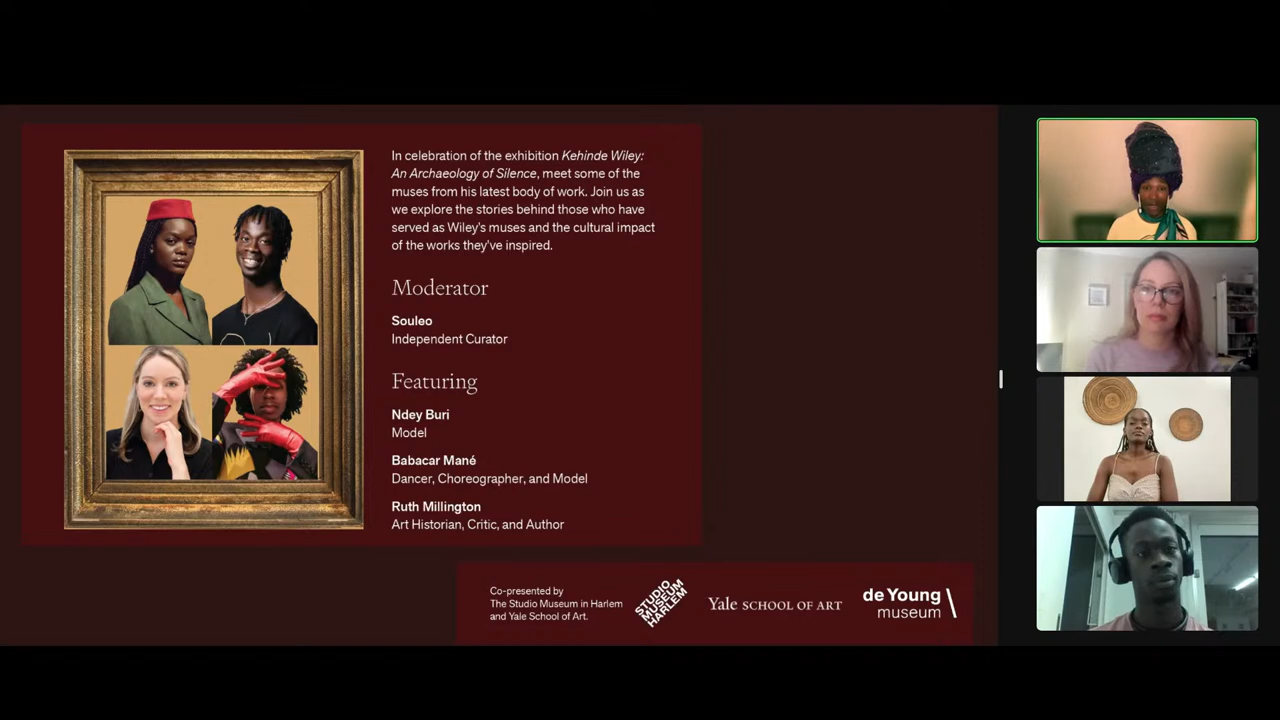 In celebration of the exhibition Kehinde Wiley:
An Archaeology of Silence, meet some of the
muses from his latest body of work. Join us as
we explore the stories behind those who have
served as Wiley's muses and the cultural impact
of the works they've inspired.
Moderator
Souleo
Independent Curator
Featuring
Ndey Buri
Model
Babacar Mané
Dancer, Choreographer, and Model
Ruth Millington
Art Historian, Critic, and Author
Co-presented by
The Studio Museum in Harlem
and Yale School of Art.
STUDIO
MUSEUM
HARLEM
Yale SCHOOL OF ART
de Young
museum